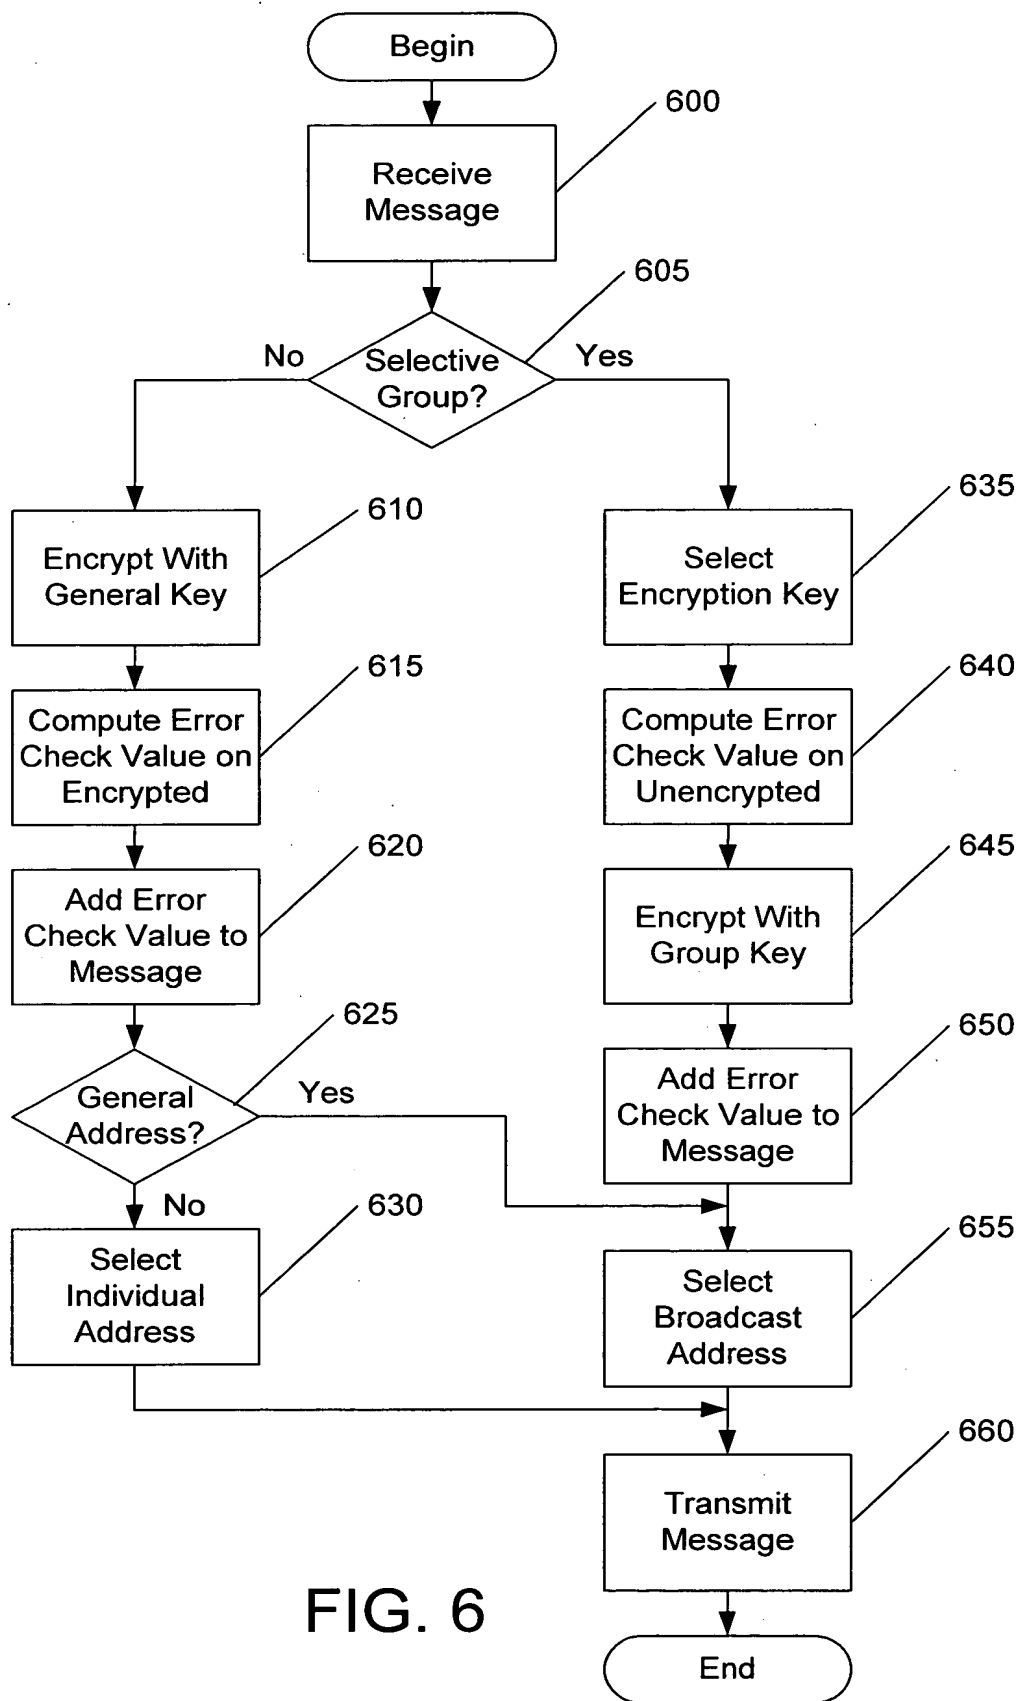 Begin
600
Receive
Message
605
No
Selective
Group?
Yes
610
Encrypt With
General Key
615
Compute Error
Check Value on
Encrypted
620
Add Error
Check Value to
Message
625
General
Address?
Yes
No
630
Select
Individual
Address
635
Select
Encryption Key
640
Compute Error
Check Value on
Unencrypted
645
Encrypt With
Group Key
650
Add Error
Check Value to
Message
655
Select
Broadcast
Address
660
Transmit
Message
End
FIG. 6